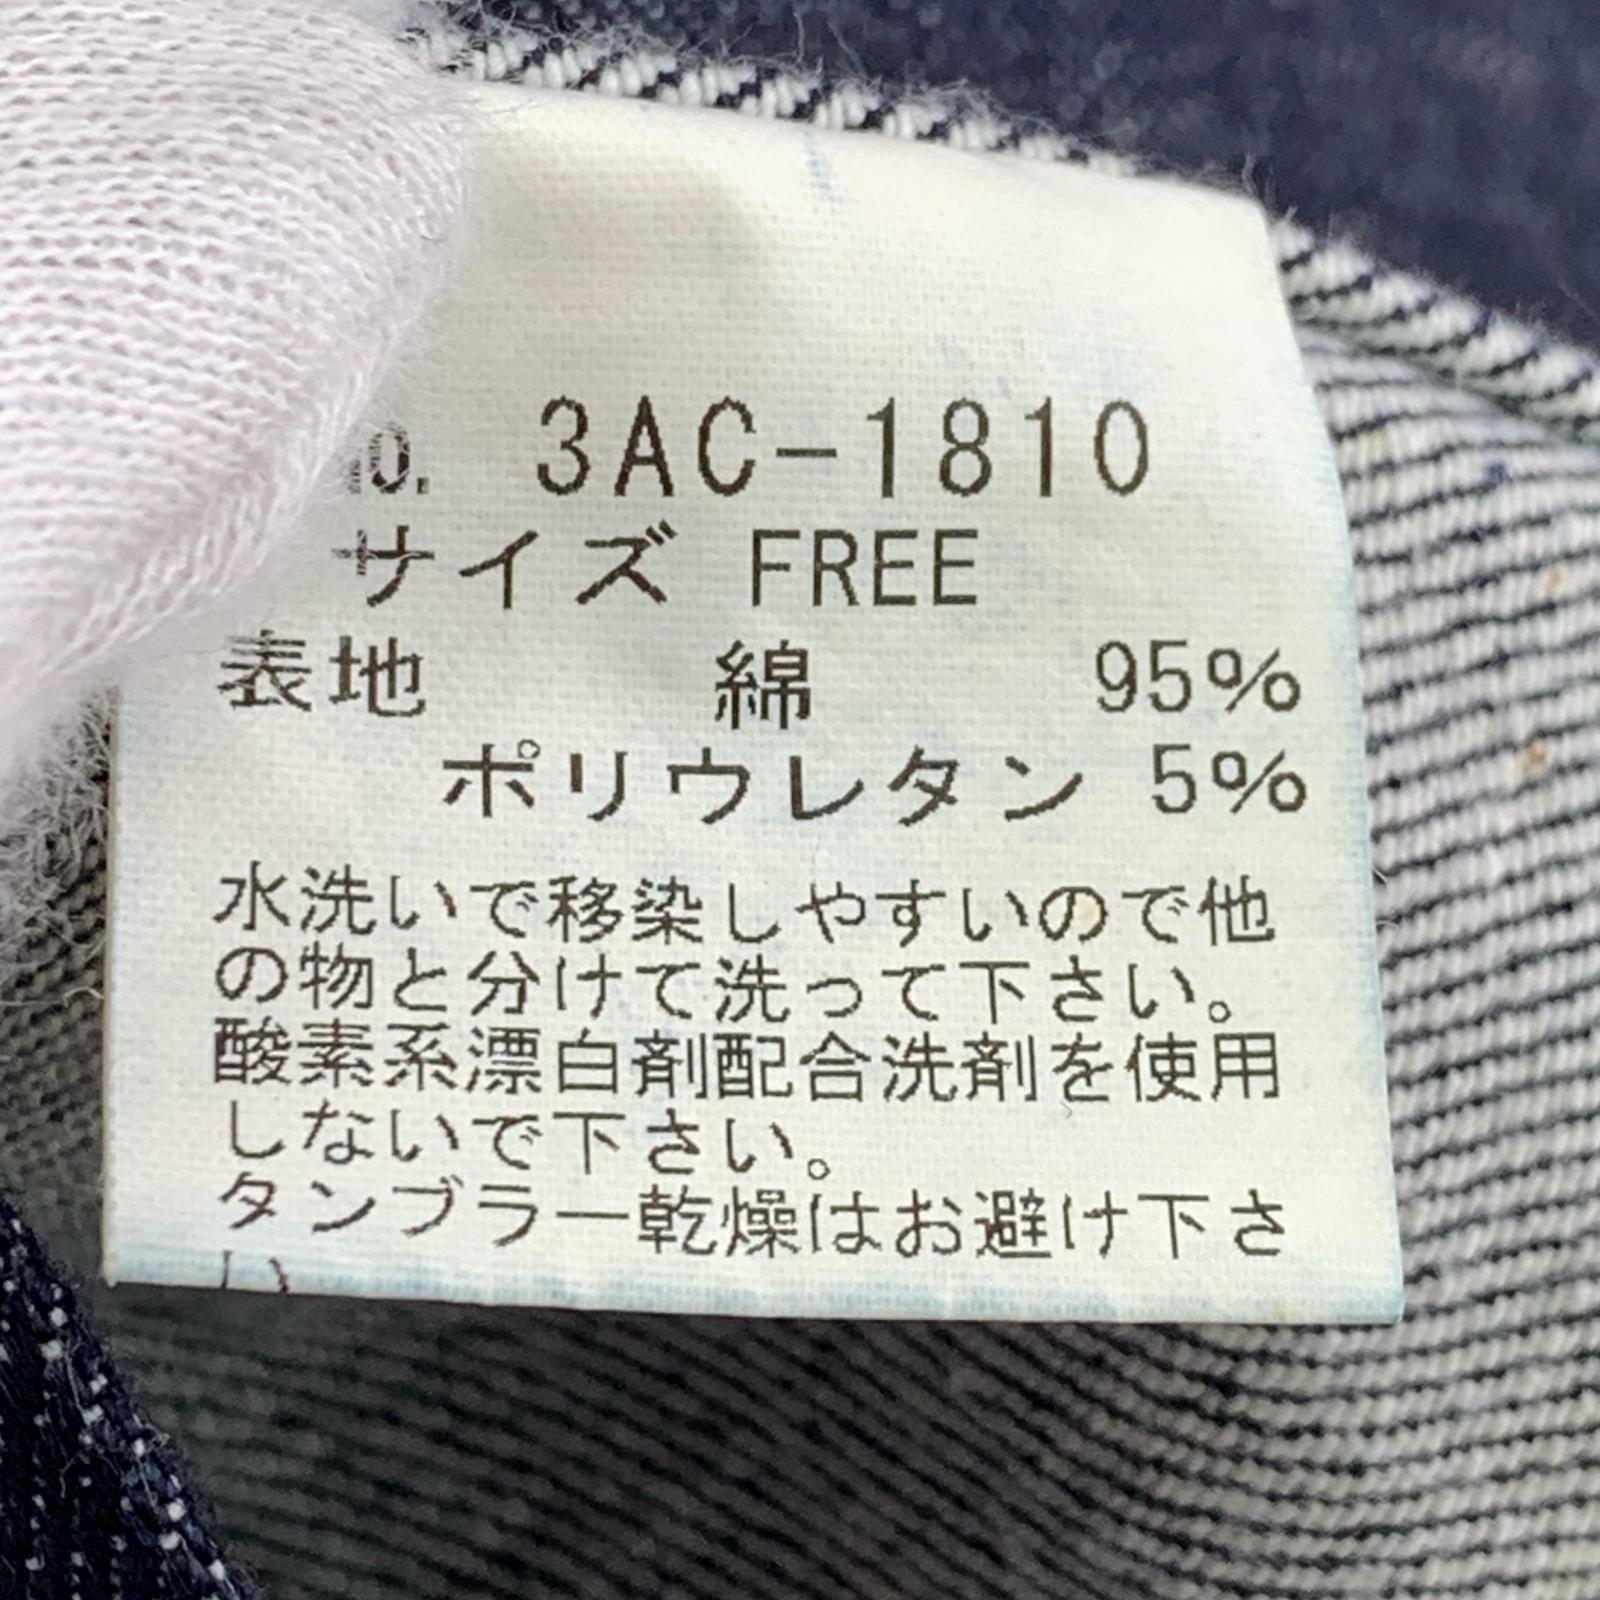 o. 3AC-1810
サイズ FREE
表地 綿 95%
ポリウレタン 5%
水洗いで移染しやすいので他
の物と分けて洗って下さい。
酸素系漂白剤配合洗剤を使用
しないで下さい。
タンブラー乾燥はお避け下さ
い